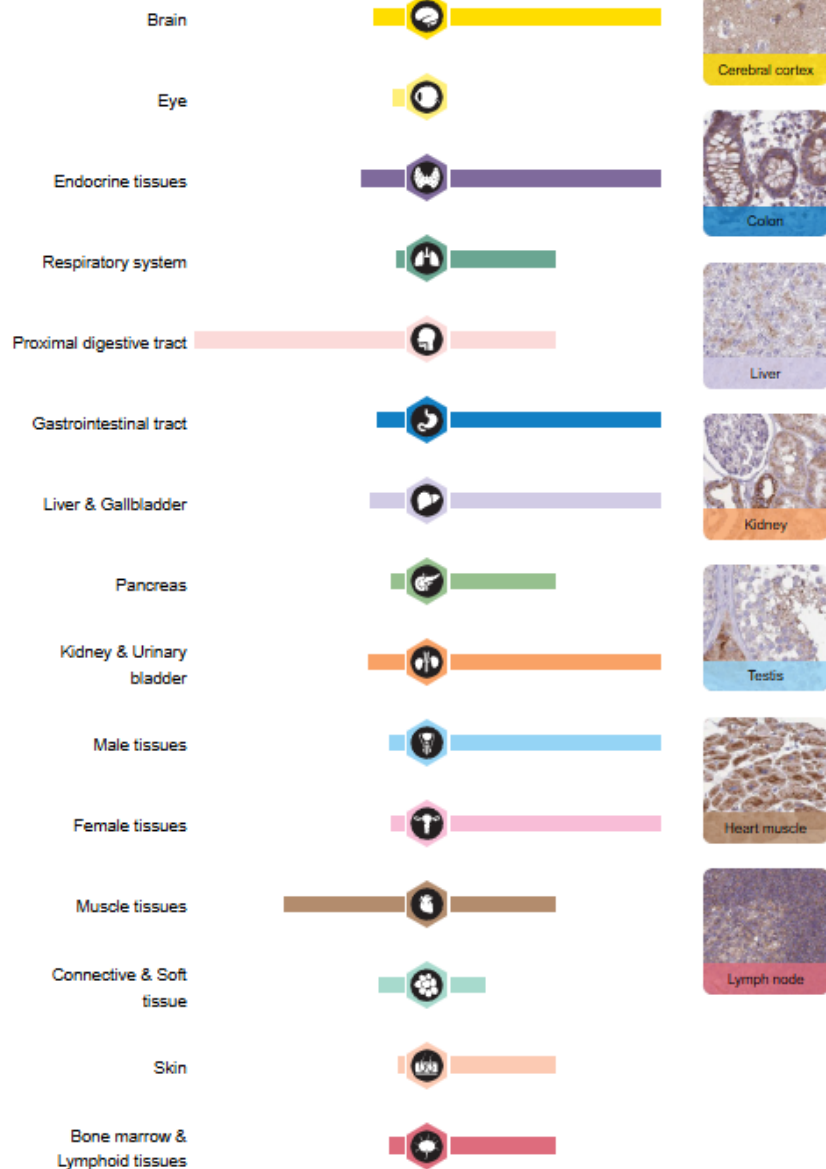 Brain
Cerebral cortex
Eye
Endocrine tissues
Colon
Respiratory system
Proximal digestive tract
Liver
Gastrointestinal tract
Liver & Gallbladder
Kidney
Pancreas
Kidney & Urinary
bladder
Testis
Male tissues
Female tissues
Heart muscle
Muscle tissues
Connective & Soft
tissue
Lymph node
Skin
Bone marrow &
Lymphoid tissues